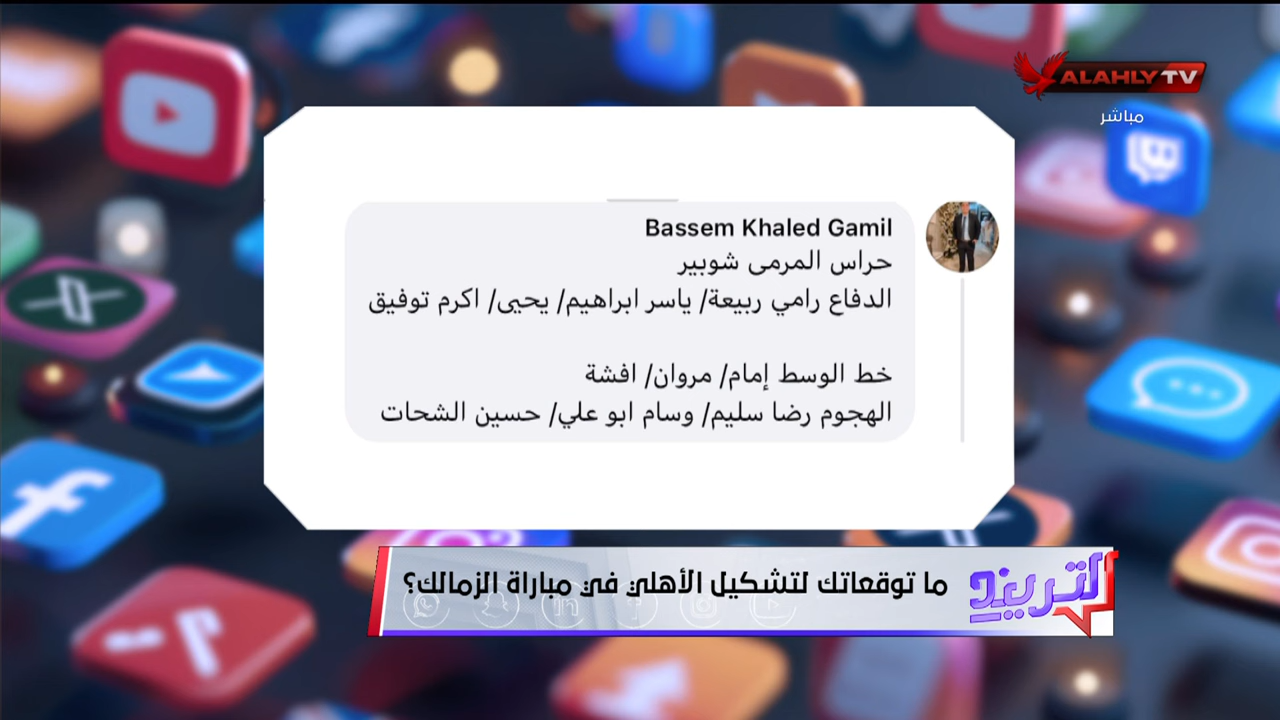 ALAHLY TV
مباشر
Bassem Khaled Gamil
حراس المرمى شوبير
الدفاع رامي ربيعة/ ياسر ابراهيم/ يحيى/ اكرم توفيق
خط الوسط إمام/ مروان/ افشة
الهجوم رضا سليم/ وسام ابو علي/ حسين الشحات
التريند
ما توقعاتك لتشكيل الأهلي في مباراة الزمالك؟